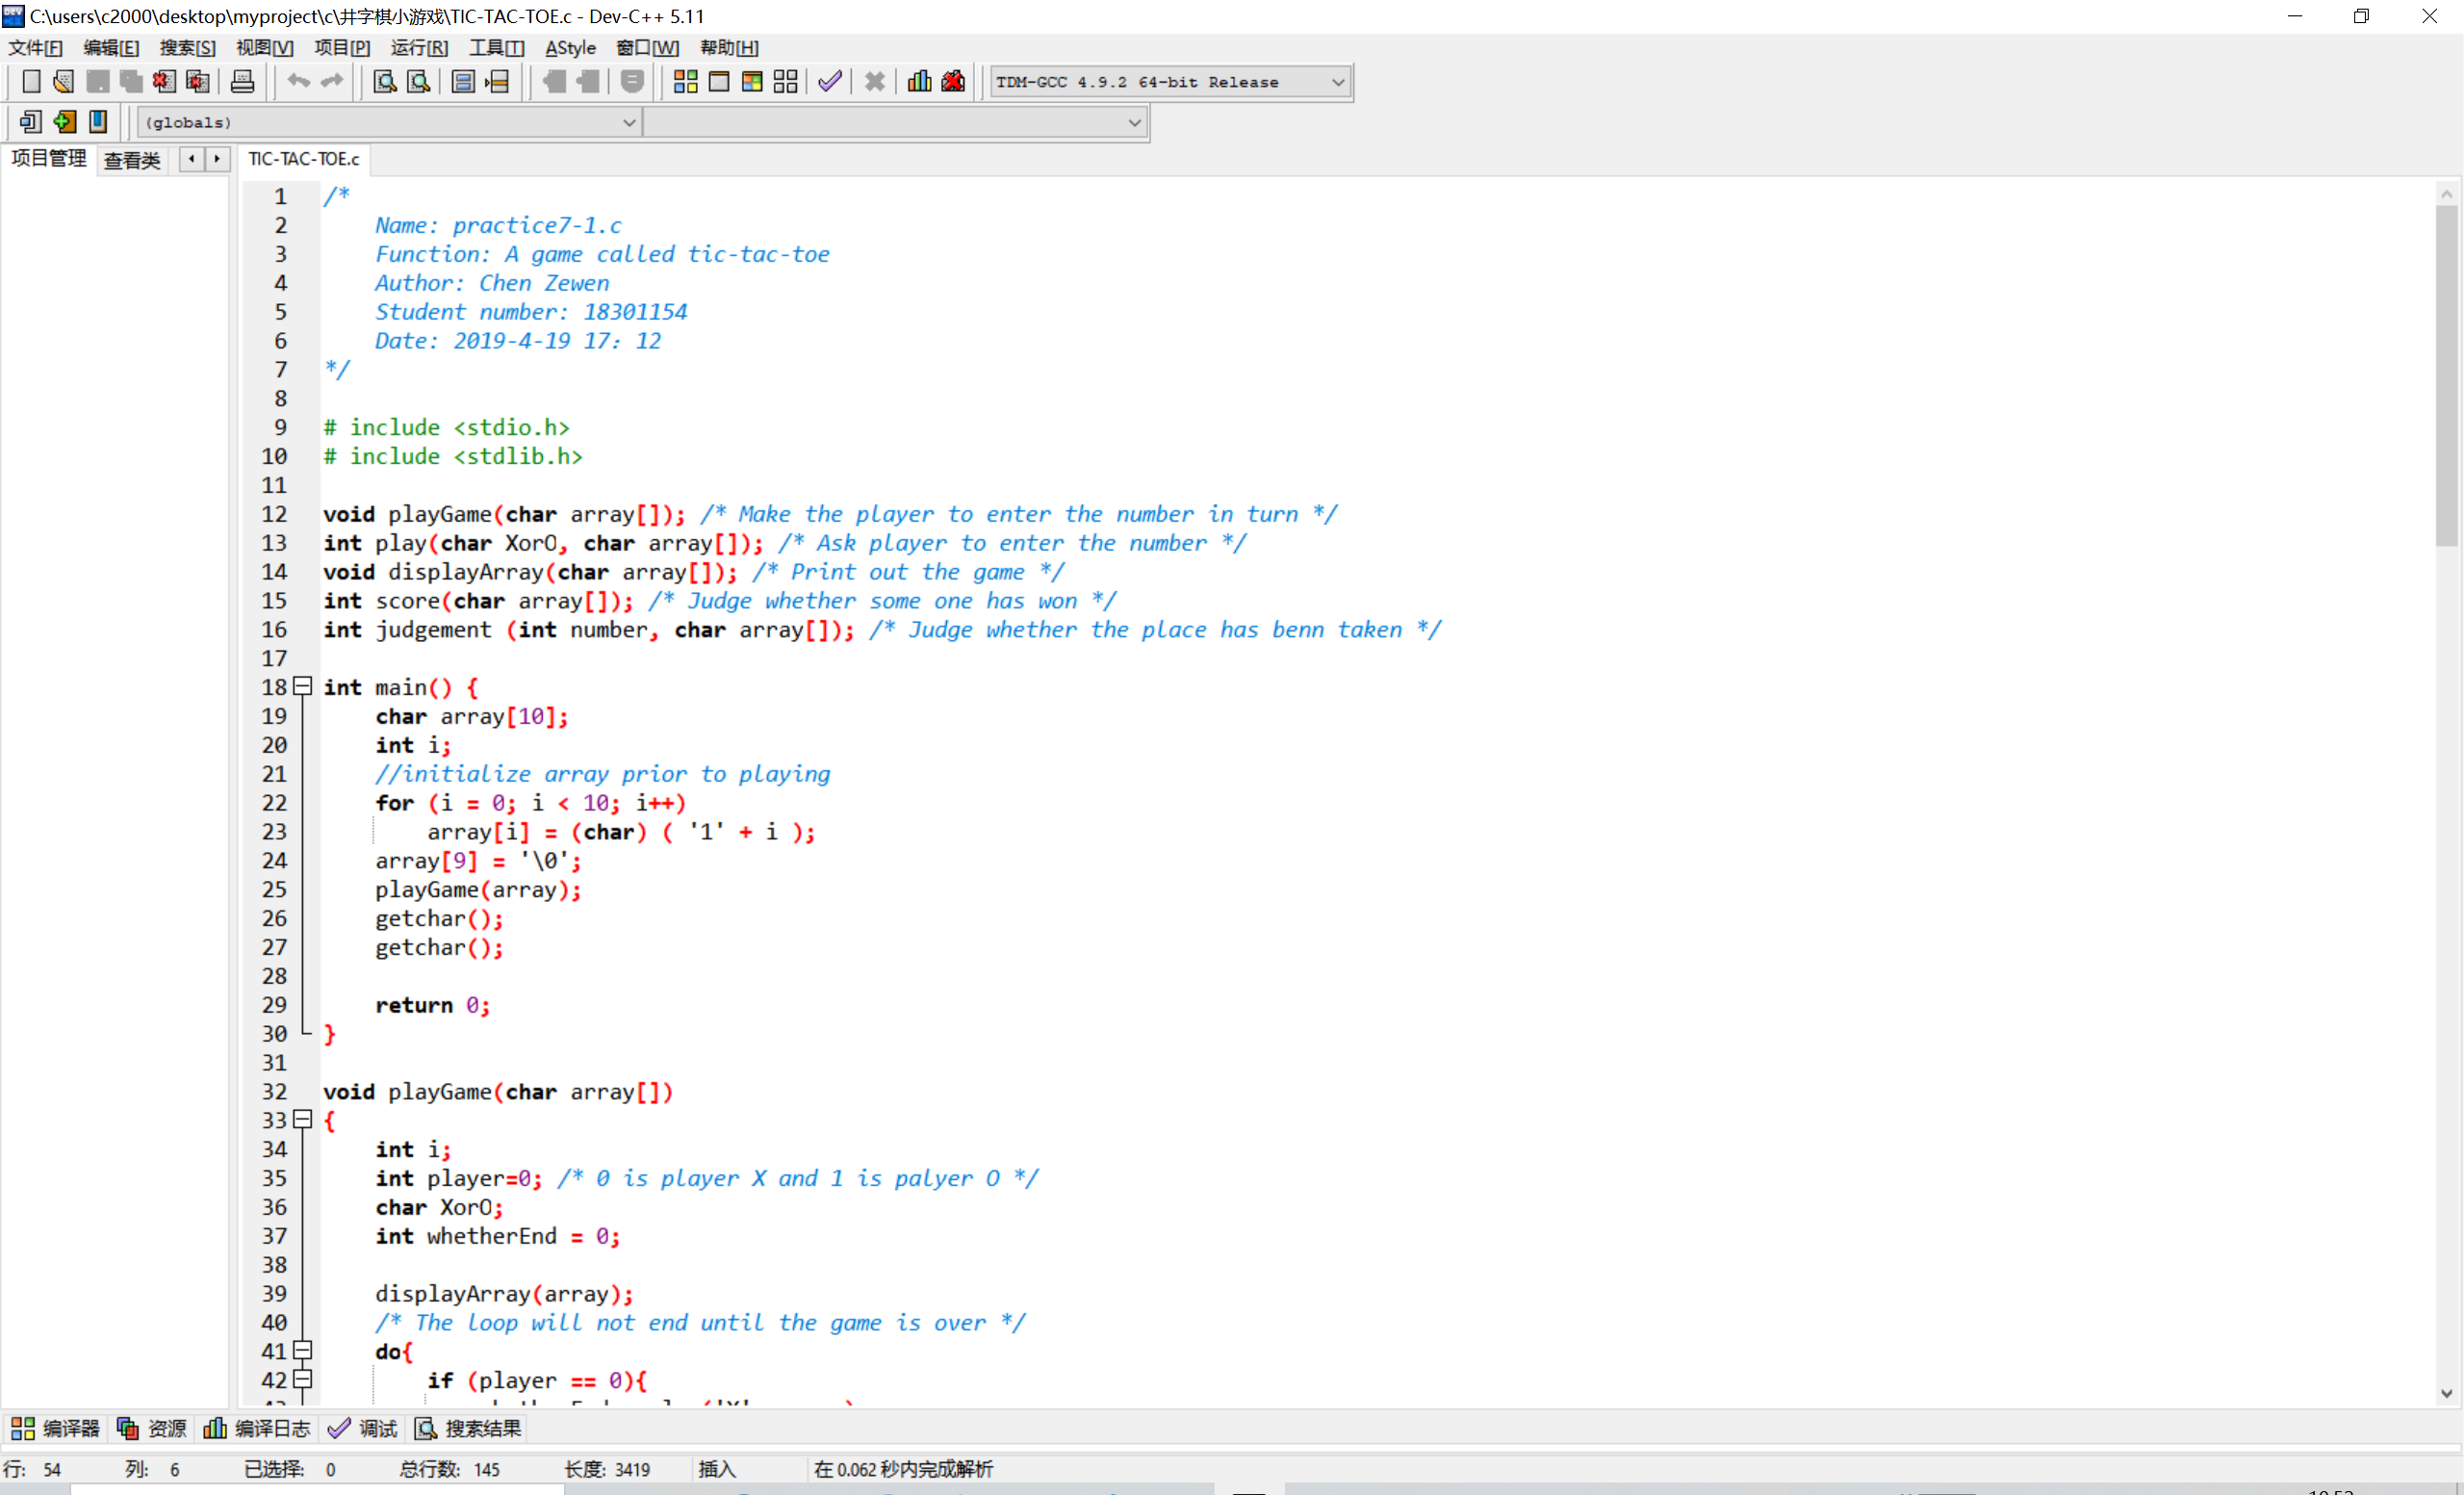 C:\users\c2000\desktop\myproject\c\井字棋小游戏\TIC-TAC-TOE.c - Dev-C++ 5.11
文件[F] 编辑[E] 搜索[S] 视图[V] 项目[P] 运行[R] 工具[T] AStyle 窗口[W] 帮助[H]
TDM-GCC 4.9.2 64-bit Release
(globals)
项目管理 查看类 TIC-TAC-TOE.c
1 /*
2 Name: practice7-1.c
3 Function: A game called tic-tac-toe
4 Author: Chen Zewen
5 Student number: 18301154
6 Date: 2019-4-19 17：12
7 */
8
9 # include <stdio.h>
10 # include <stdlib.h>
11
12 void playGame(char array[]); /* Make the player to enter the number in turn */
13 int play(char XorO, char array[]); /* Ask player to enter the number */
14 void displayArray(char array[]); /* Print out the game */
15 int score(char array[]); /* Judge whether some one has won */
16 int judgement (int number, char array[]); /* Judge whether the place has benn taken */
17
18 int main() {
19 char array[10];
20 int i;
21 //initialize array prior to playing
22 for (i = 0; i < 10; i++)
23 array[i] = (char) ( '1' + i );
24 array[9] = '\0';
25 playGame(array);
26 getchar();
27 getchar();
28
29 return 0;
30 }
31
32 void playGame(char array[])
33 {
34 int i;
35 int player=0; /* 0 is player X and 1 is palyer O */
36 char XorO;
37 int whetherEnd = 0;
38
39 displayArray(array);
40 /* The loop will not end until the game is over */
41 do{
42 if (player == 0){
编译器 资源 编译日志 调试 搜索结果
行: 54 列: 6 已选择: 0 总行数: 145 长度: 3419 插入 在 0.062 秒内完成解析